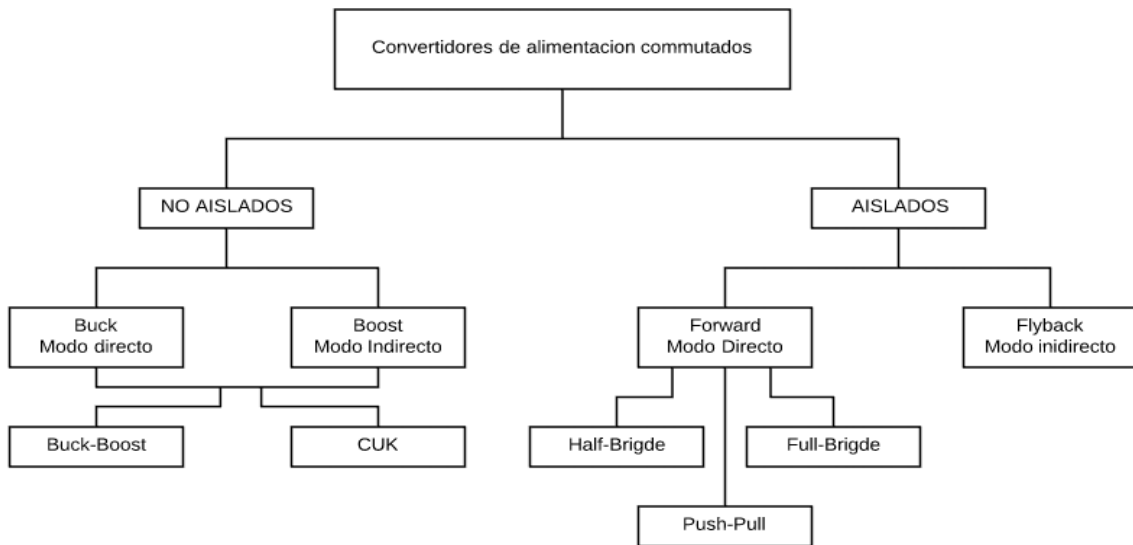 Convertidores de alimentacion commutados
NO AISLADOS
AISLADOS
Buck
Modo directo
Boost
Modo Indirecto
Forward
Modo Directo
Flyback
Modo inidirecto
Buck-Boost
CUK
Half-Brigde
Full-Brigde
Push-Pull